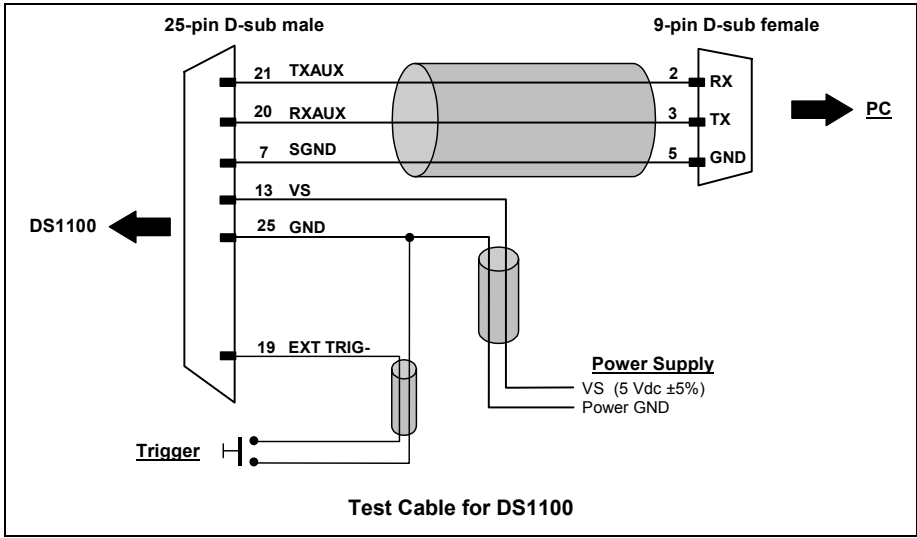 25-pin D-sub male
9-pin D-sub female
21 TXAUX
2 RX
20 RXAUX
3 TX
PC
7 SGND
5 GND
13 VS
DS1100
25 GND
19 EXT TRIG-
Power Supply
VS (5 Vdc ±5%)
Power GND
Trigger
Test Cable for DS1100